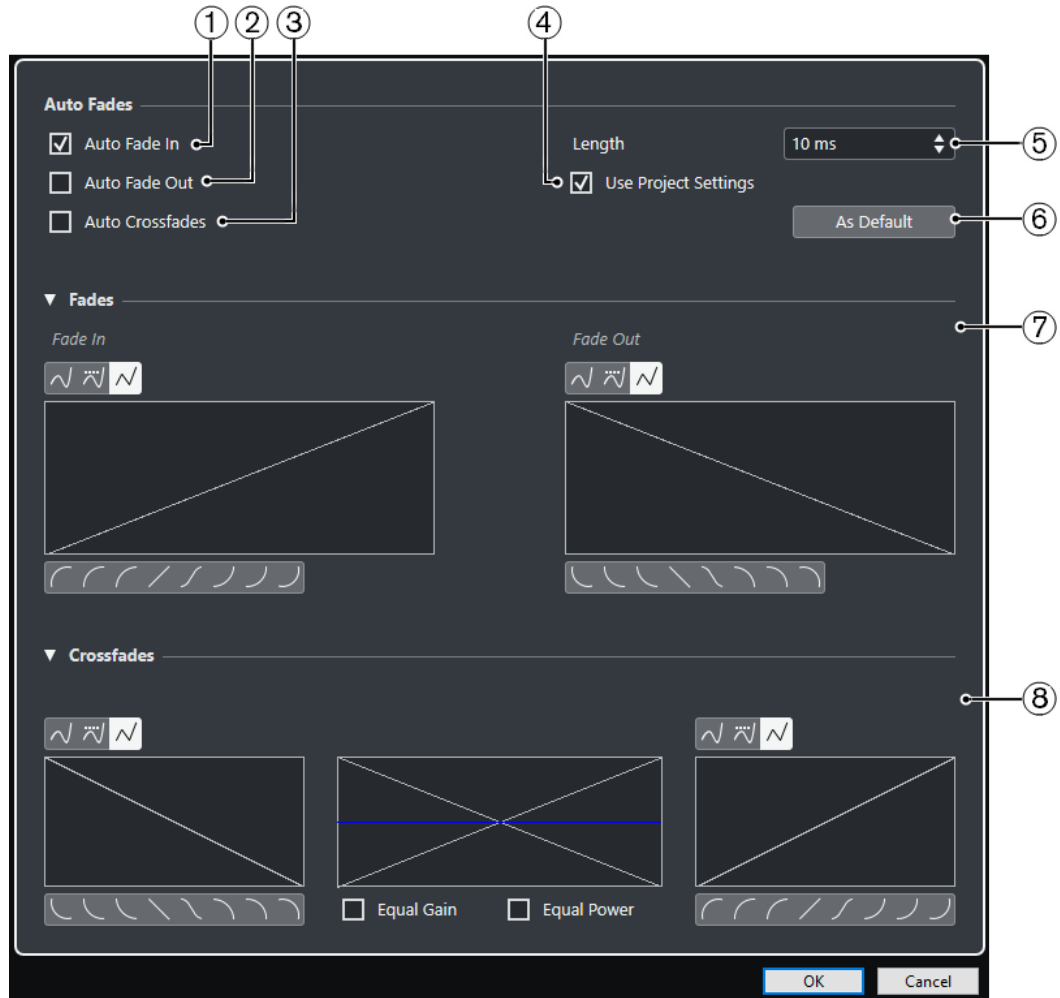 ① ② ③ ④
Auto Fades
Auto Fade In
Length
10 ms
⑤
Auto Fade Out
Use Project Settings
Auto Crossfades
As Default
⑥
Fades
⑦
Fade In
Fade Out
Crossfades
⑧
Equal Gain
Equal Power
OK
Cancel